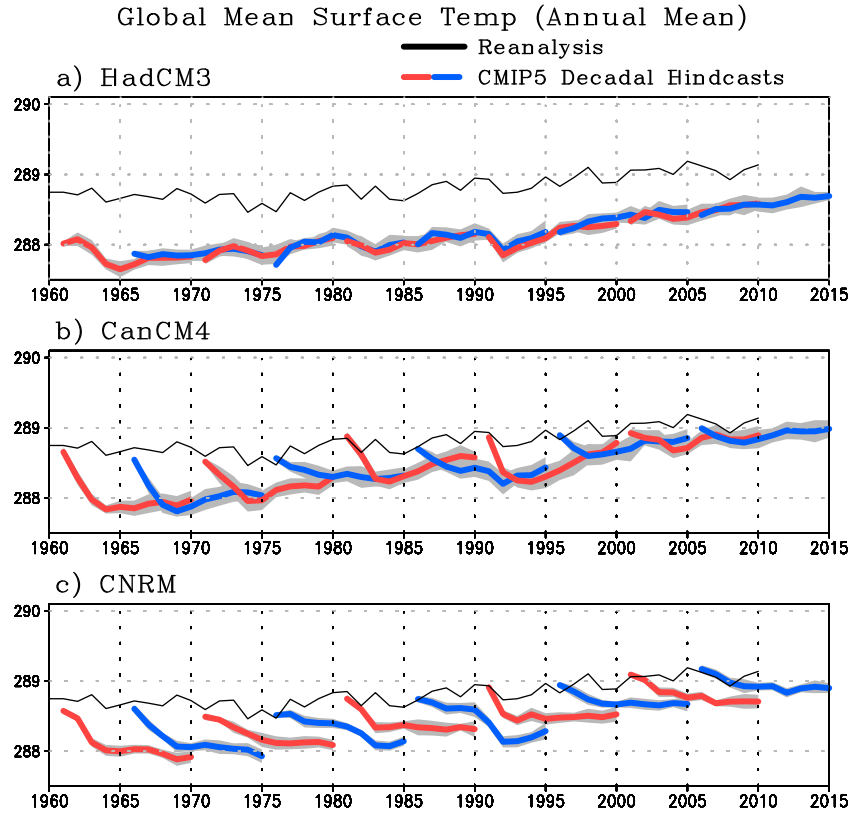 Global Mean Surface Temp (Annual Mean)
Reanalysis
a) HadCM3
CMIP5 Decadal Hindcasts
290
289
288
1960 1965 1970 1975 1980 1985 1990 1995 2000 2005 2010 2015
b) CanCM4
290
289
288
1960 1965 1970 1975 1980 1985 1990 1995 2000 2005 2010 2015
c) CNRM
290
289
288
1960 1965 1970 1975 1980 1985 1990 1995 2000 2005 2010 2015